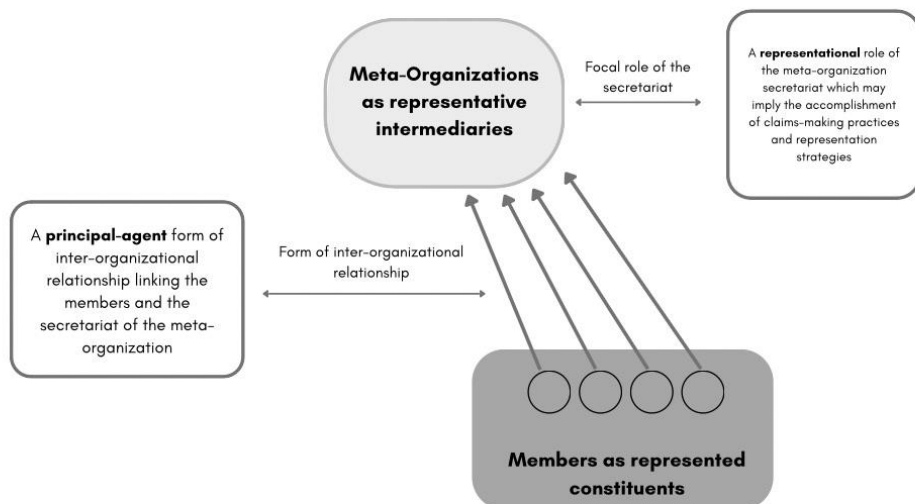 Meta-Organizations
as representative
intermediaries
Focal role of the
secretariat
A representational role of
the meta-organization
secretariat which may
imply the accomplishment
of claims-making practices
and representation
strategies
A principal-agent form of
inter-organizational
relationship linking the
members and the
secretariat of the meta-
organization
Form of inter-organizational
relationship
Members as represented
constituents